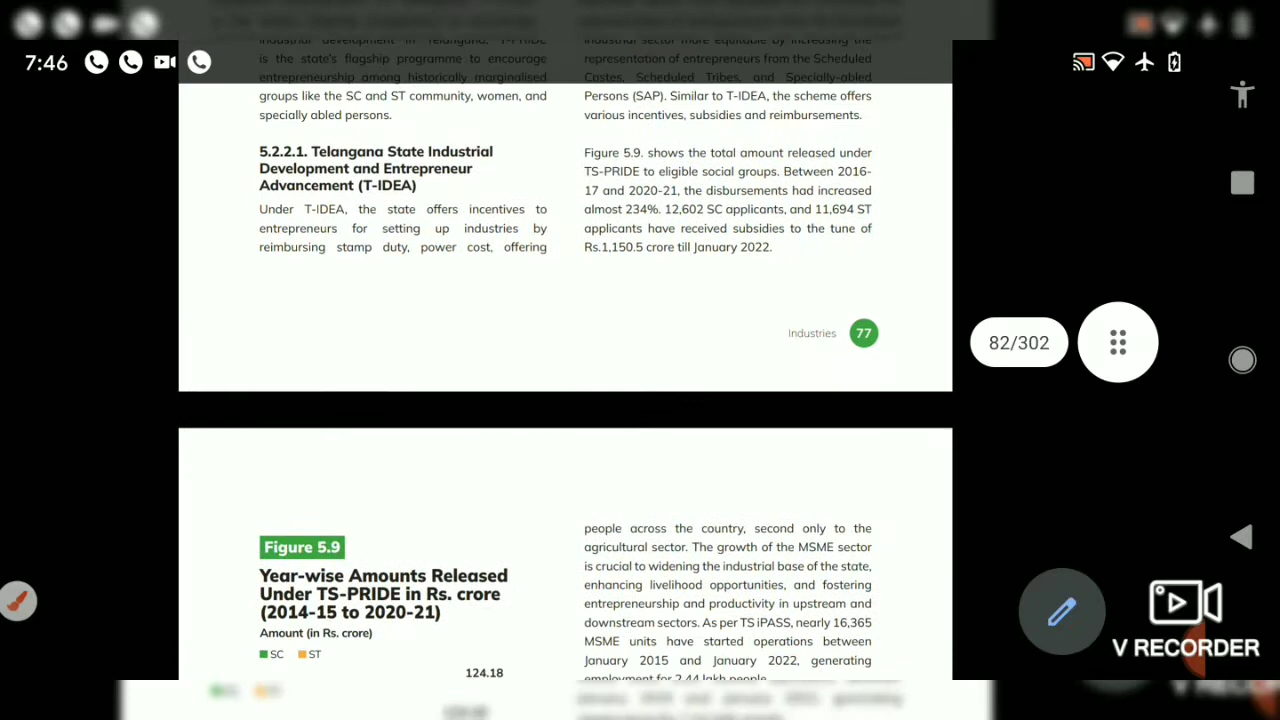 7:46
industrial development in Telangana. T-PRIDE
is the state's flagship programme to encourage
entrepreneurship among historically marginalised
groups like the SC and ST community, women, and
specially abled persons.
5.2.2.1. Telangana State Industrial
Development and Entrepreneur
Advancement (T-IDEA)
Under T-IDEA, the state offers incentives to
entrepreneurs for setting up industries by
reimbursing stamp duty, power cost, offering
industrial sector more equitable by increasing the
representation of entrepreneurs from the Scheduled
Castes, Scheduled Tribes, and Specially-abled
Persons (SAP). Similar to T-IDEA, the scheme offers
various incentives, subsidies and reimbursements.
Figure 5.9. shows the total amount released under
TS-PRIDE to eligible social groups. Between 2016-
17 and 2020-21, the disbursements had increased
almost 234%. 12,602 SC applicants, and 11,694 ST
applicants have received subsidies to the tune of
Rs.1,150.5 crore till January 2022.
Industries 77
82/302
Figure 5.9
Year-wise Amounts Released
Under TS-PRIDE in Rs. crore
(2014-15 to 2020-21)
Amount (in Rs. crore)
SC ST
124.18
people across the country, second only to the
agricultural sector. The growth of the MSME sector
is crucial to widening the industrial base of the state,
enhancing livelihood opportunities, and fostering
entrepreneurship and productivity in upstream and
downstream sectors. As per TS iPASS, nearly 16,365
MSME units have started operations between
January 2015 and January 2022, generating
employment for 2.44 lakh people
V RECORDER